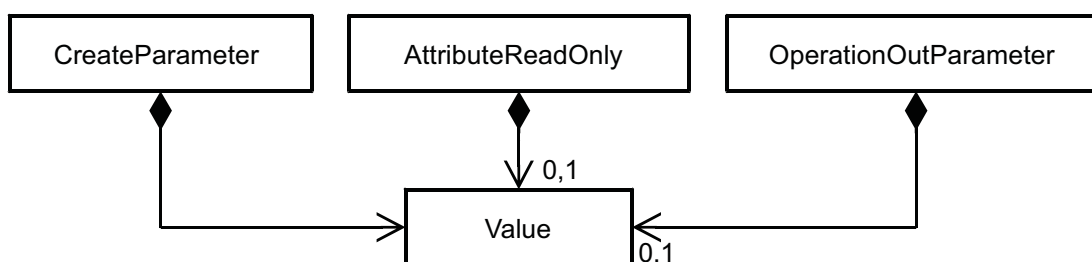 CreateParameter
AttributeReadOnly
OperationOutParameter
0,1
Value
0,1